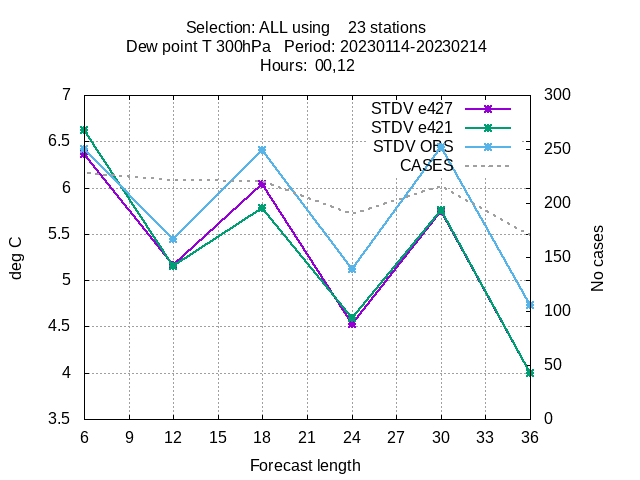 Selection: ALL using    23 stations
Dew point T 300hPa   Period: 20230114-20230214
Hours:  00,12
STDV e427
STDV e421
STDV OBS
CASES
7
6.5
6
5.5
5
4.5
4
3.5
300
250
200
150
100
50
0
deg C
No cases
6 9 12 15 18 21 24 27 30 33 36
Forecast length